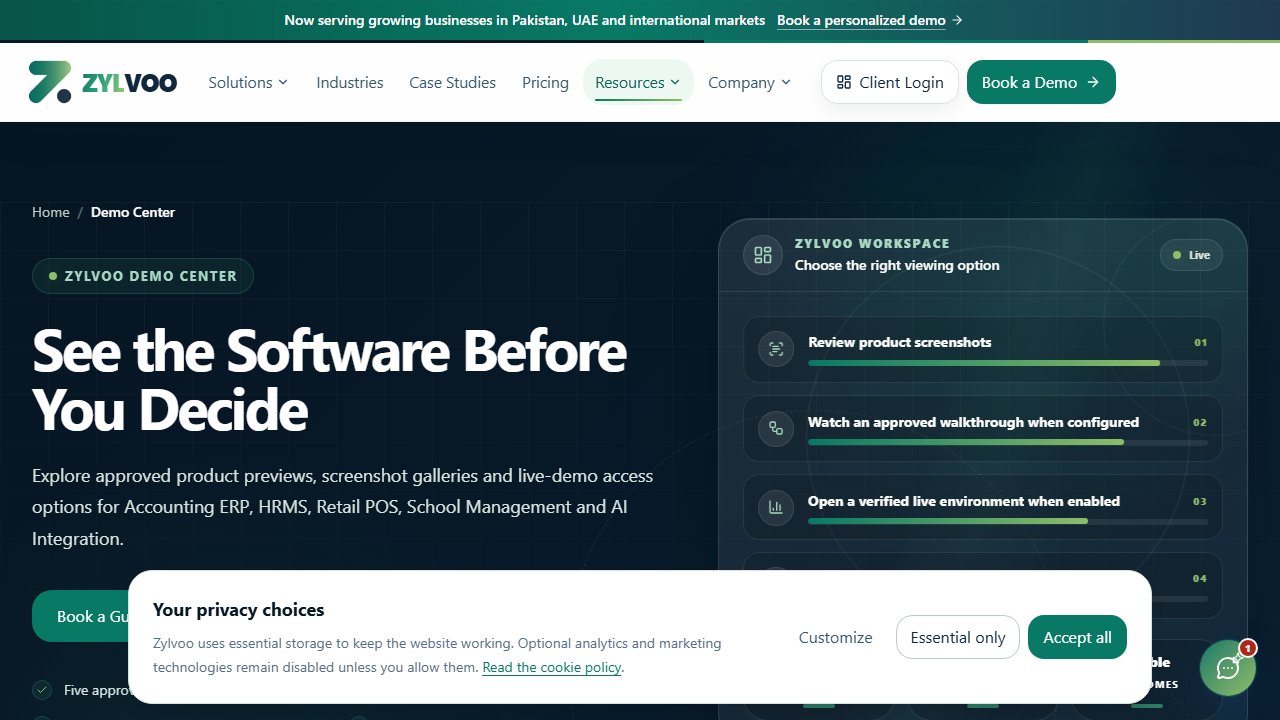 Now serving growing businesses in Pakistan, UAE and international markets Book a personalized demo →
ZYLVOO Solutions Industries Case Studies Pricing Resources Company Client Login Book a Demo →
Home / Demo Center
ZYLVOO DEMO CENTER
See the Software Before
You Decide
Explore approved product previews, screenshot galleries and live-demo access
options for Accounting ERP, HRMS, Retail POS, School Management and AI
Integration.
Book a Gu
Five approv
ZYLVOO WORKSPACE
Choose the right viewing option
Live
Review product screenshots 01
Watch an approved walkthrough when configured 02
Open a verified live environment when enabled 03
04
Your privacy choices
Zylvoo uses essential storage to keep the website working. Optional analytics and marketing
technologies remain disabled unless you allow them. Read the cookie policy.
Customize Essential only Accept all
1